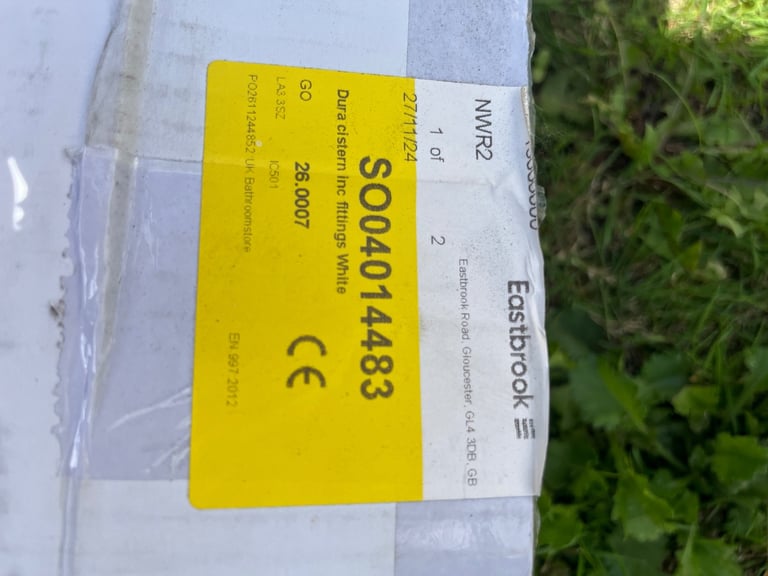 Eastbrook
Eastbrook Road, Gloucester, GL4 3DB, GB
NWR2
1 of 2
27/11/24
SO04014483
Dura cistern inc fittings White
GO 26.0007 CE
LA3 3SZ IC501
PO2611244852 UK Bathroomstore
EN 997:2012